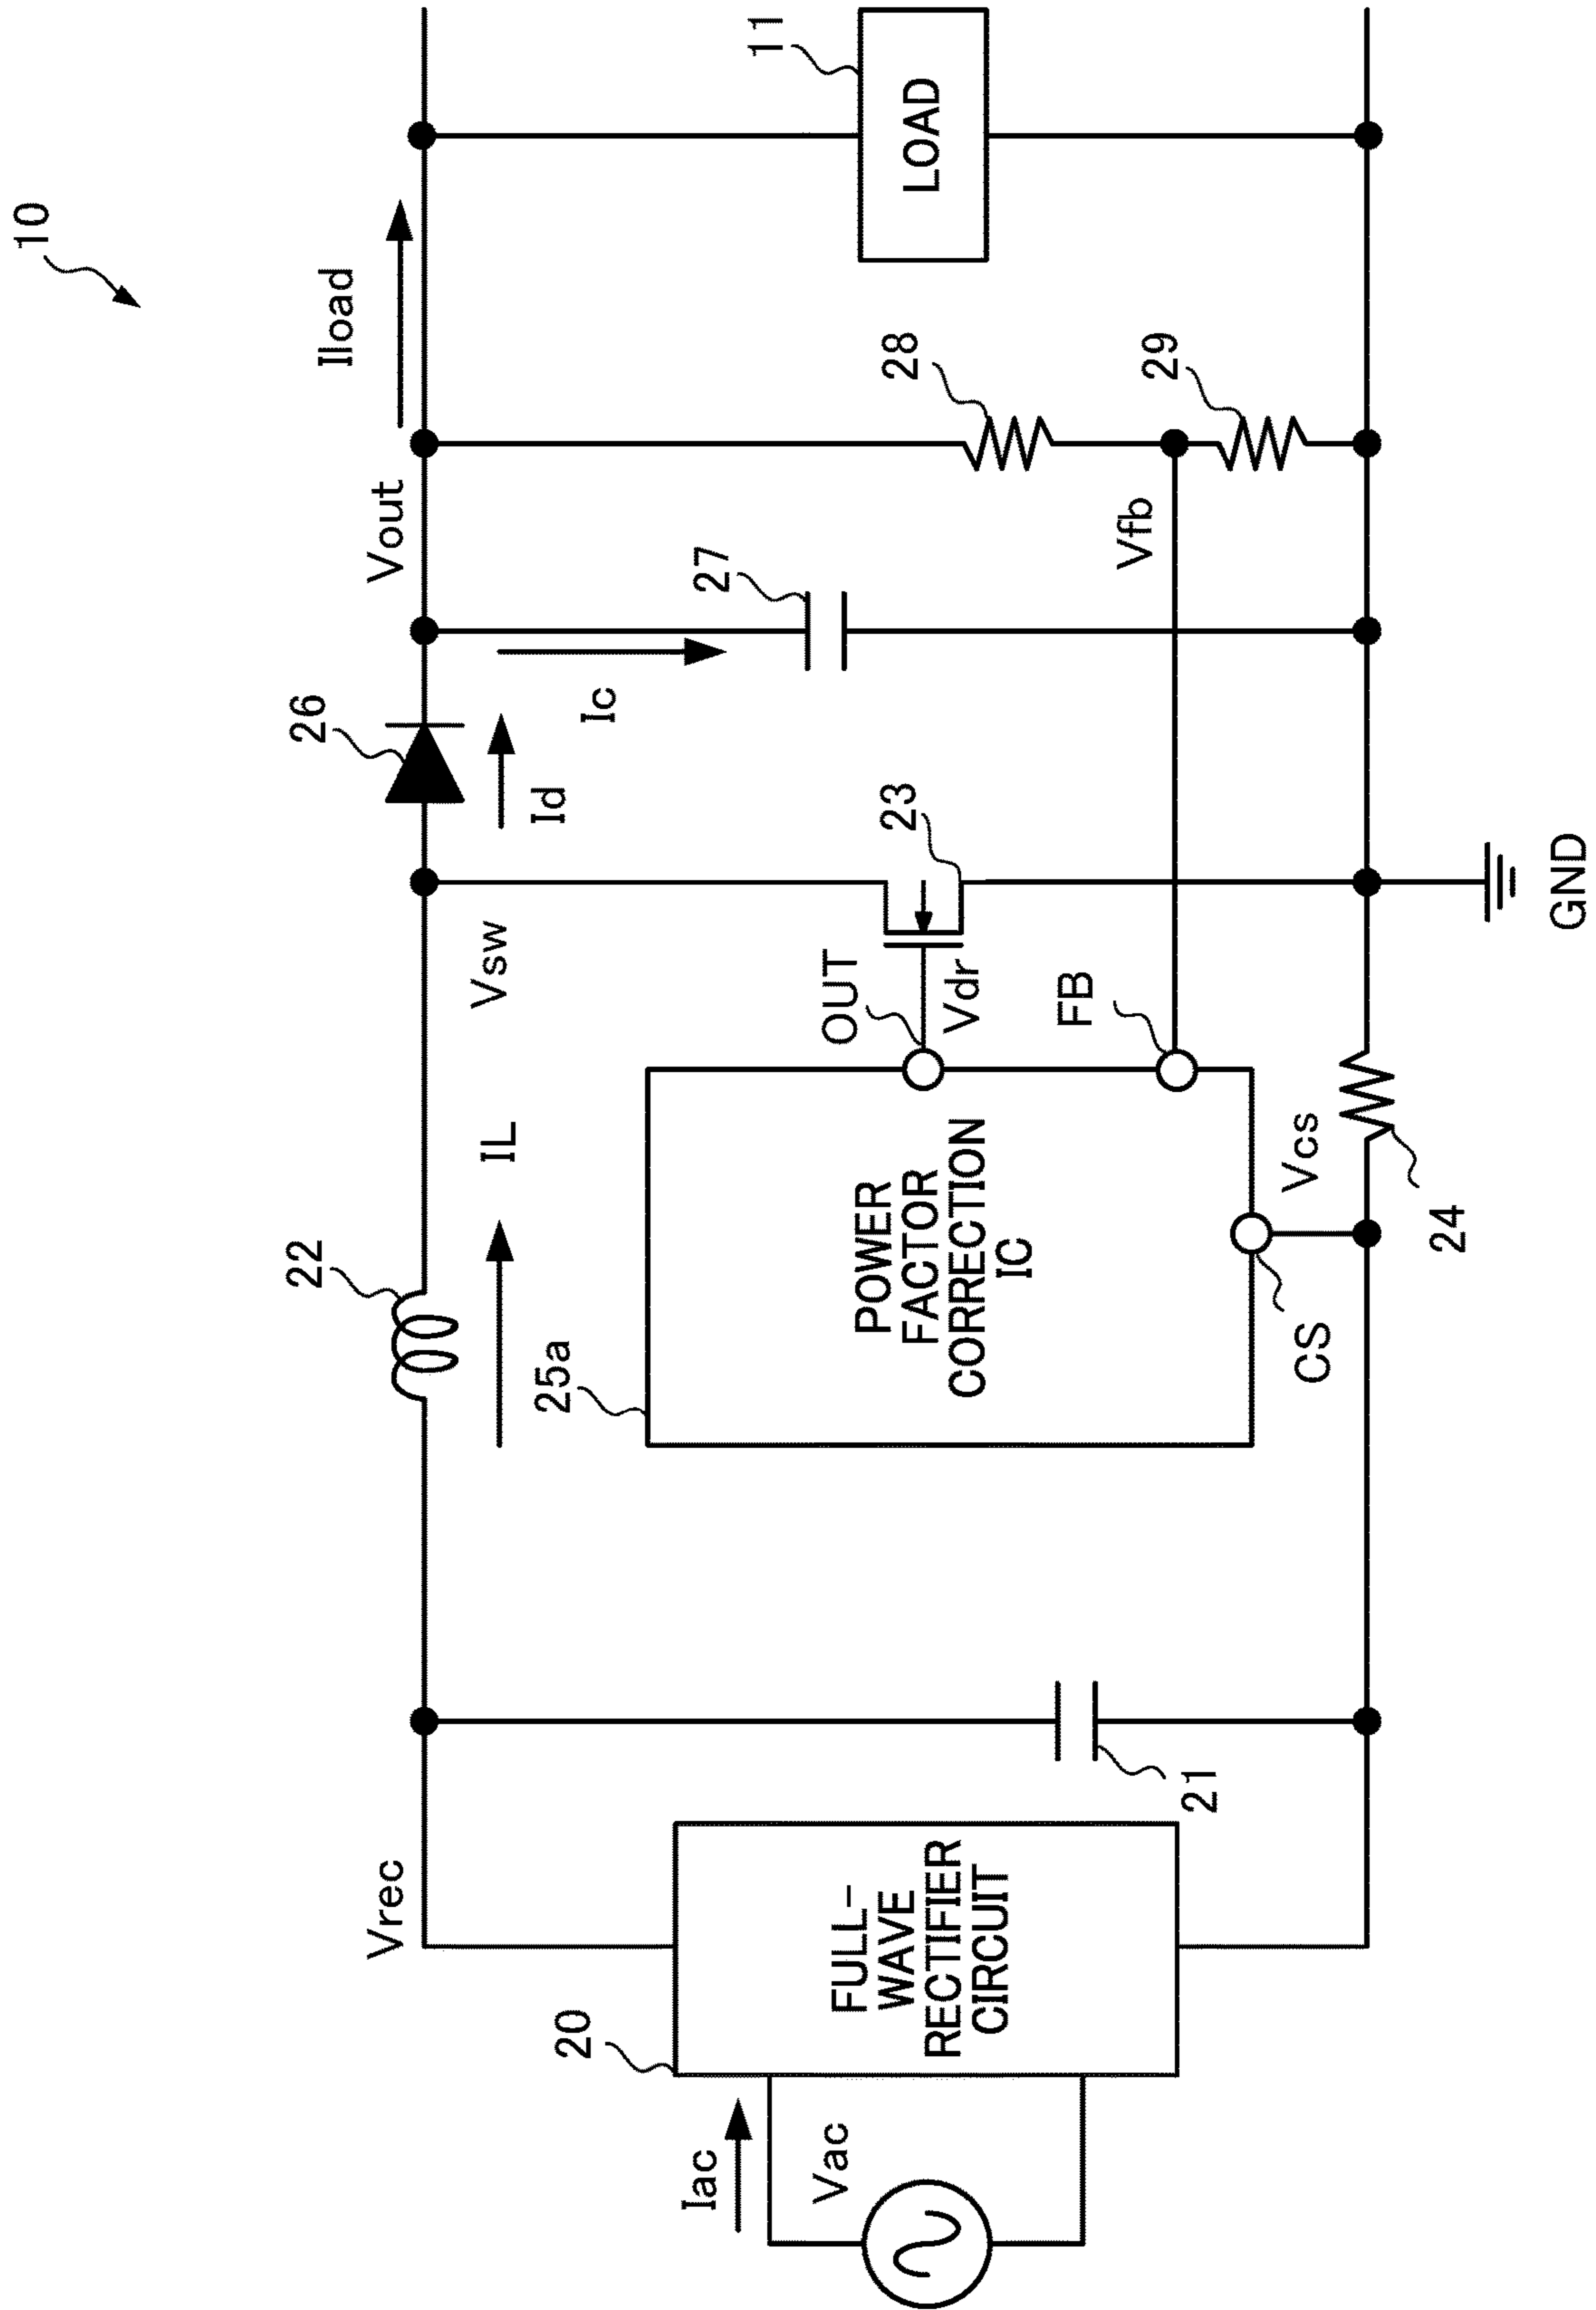 10
Iload
Vout
26
Id
Ic
27
28
29
11
LOAD
Vfb
Vsw
23
OUT
Vdr
FB
IL
22
25a
POWER
FACTOR
CORRECTION
IC
Vcs
CS
24
GND
Vrec
21
20
FULL-
WAVE
RECTIFIER
CIRCUIT
Iac
Vac